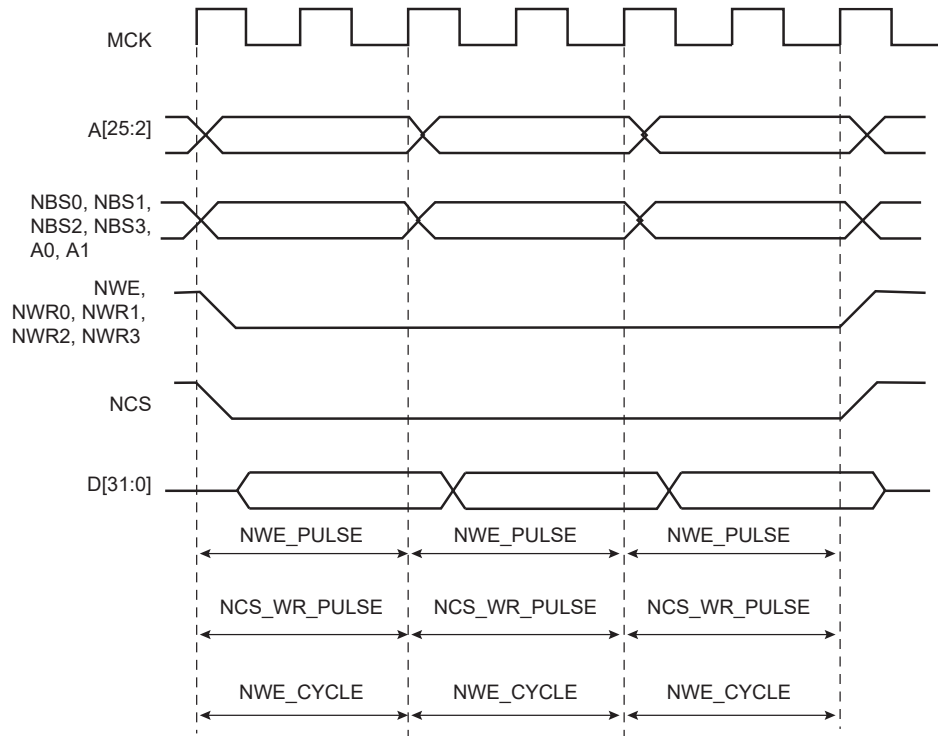 MCK
A[25:2]
NBS0, NBS1,
NBS2, NBS3,
A0, A1
NWE,
NWR0, NWR1,
NWR2, NWR3
NCS
D[31:0]
NWE_PULSE NWE_PULSE NWE_PULSE
NCS_WR_PULSE NCS_WR_PULSE NCS_WR_PULSE
NWE_CYCLE NWE_CYCLE NWE_CYCLE